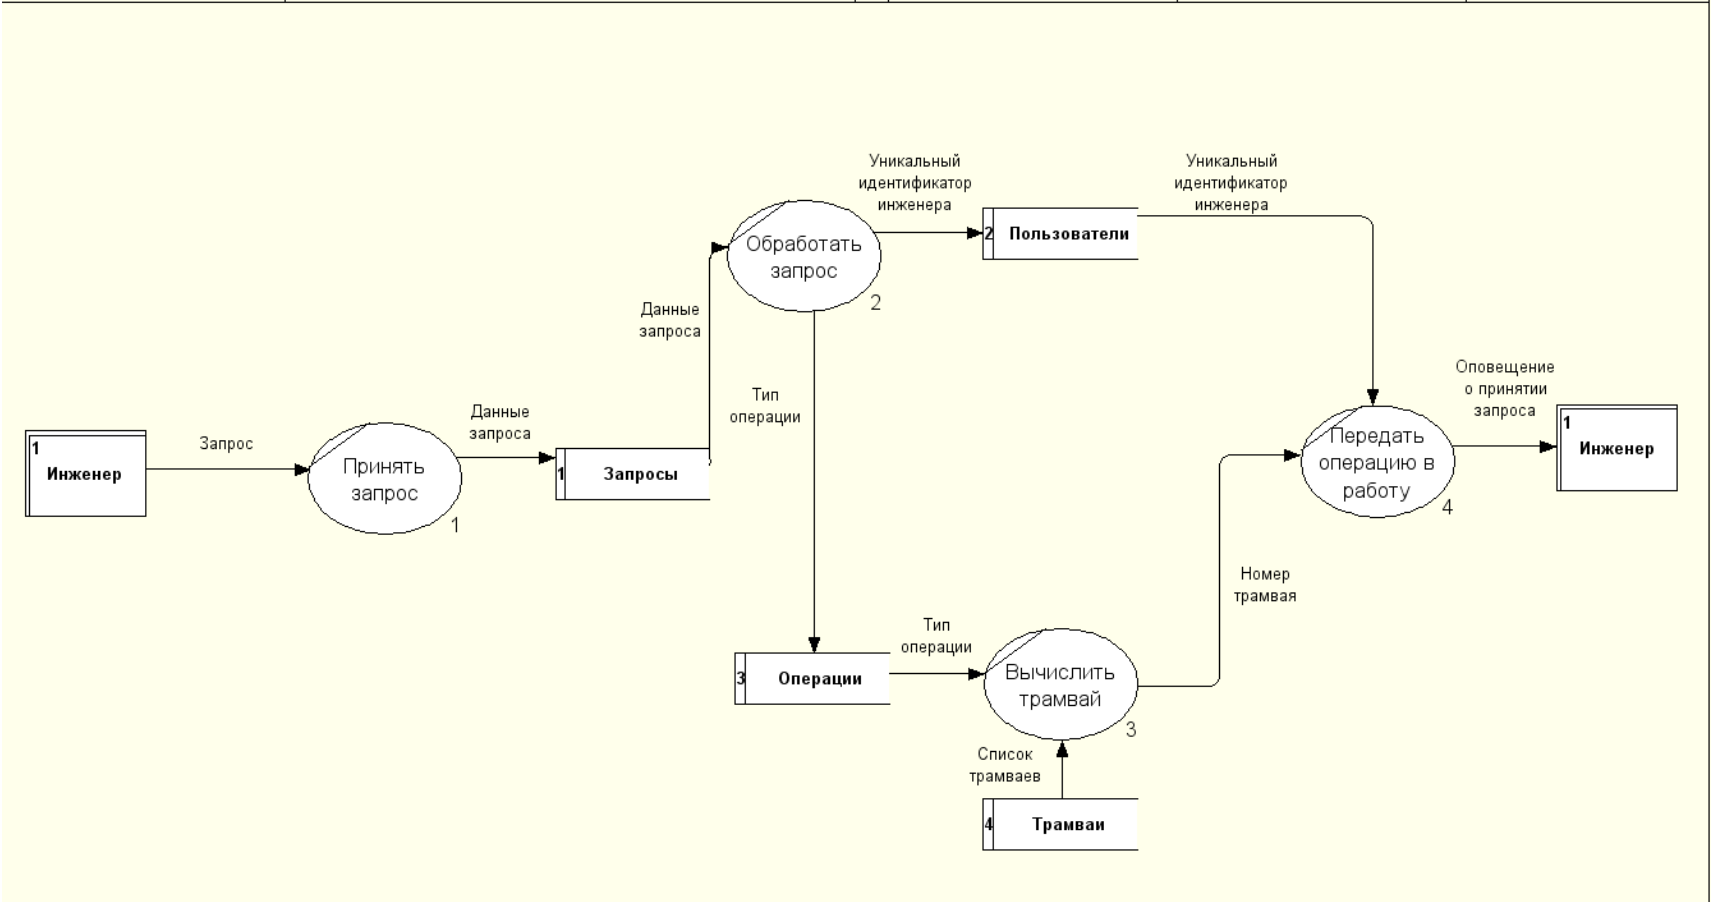 1
Инженер
Запрос
Принять
запрос
1
Данные
запроса
1
Запросы
Данные
запроса
Обработать
запрос
2
Уникальный
идентификатор
инженера
2
Пользователи
Уникальный
идентификатор
инженера
Тип
операции
3
Операции
Тип
операции
Вычислить
трамвай
3
Список
трамваев
4
Трамваи
Номер
трамвая
Передать
операцию в
работу
4
Оповещение
о принятии
запроса
1
Инженер